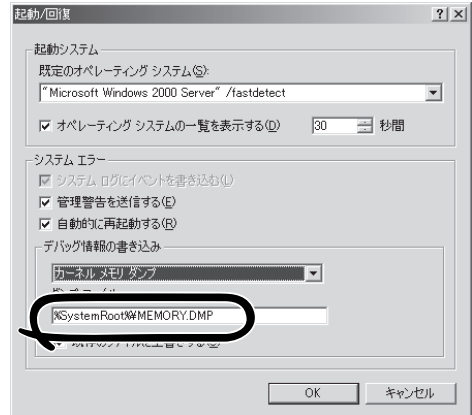 起動/回復
起動システム
既定のオペレーティング システム(S):
"Microsoft Windows 2000 Server" /fastdetect
オペレーティング システムの一覧を表示する(D) 30 秒間
システム エラー
システム ログにイベントを書き込む(L)
管理警告を送信する(E)
自動的に再起動する(R)
デバッグ情報の書き込み
カーネル メモリ ダンプ
%SystemRoot%¥MEMORY.DMP
OK キャンセル